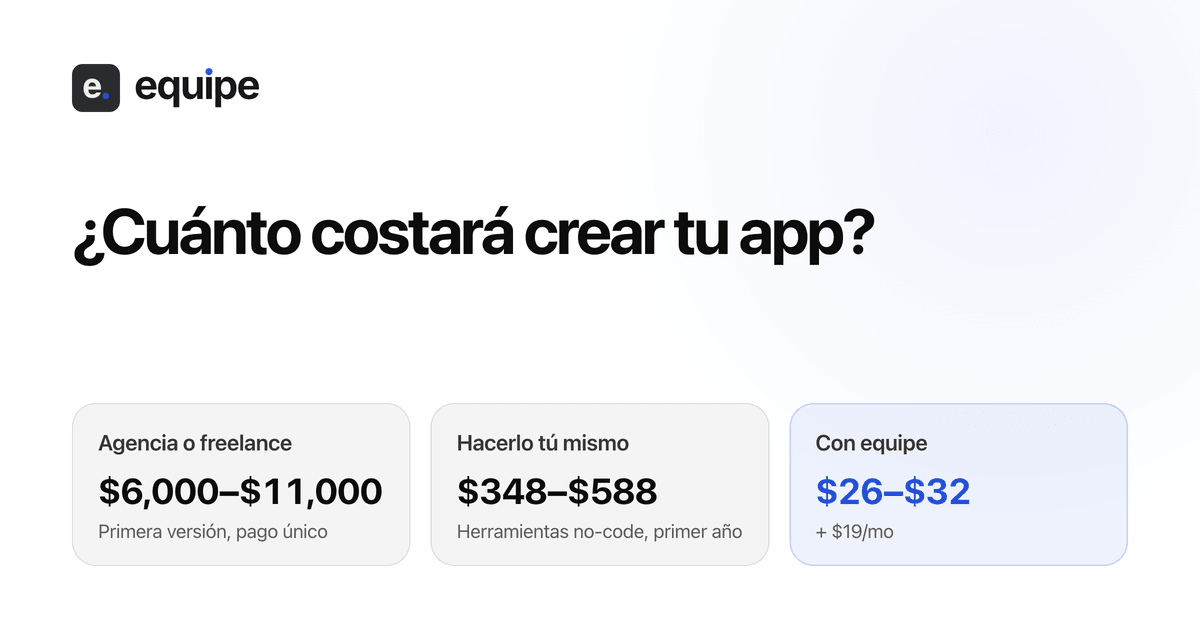 e.
equipe
¿Cuánto costará crear tu app?
Agencia o freelance
$6,000–$11,000
Primera versión, pago único
Hacerlo tú mismo
$348–$588
Herramientas no-code, primer año
Con equipe
$26–$32
+ $19/mo